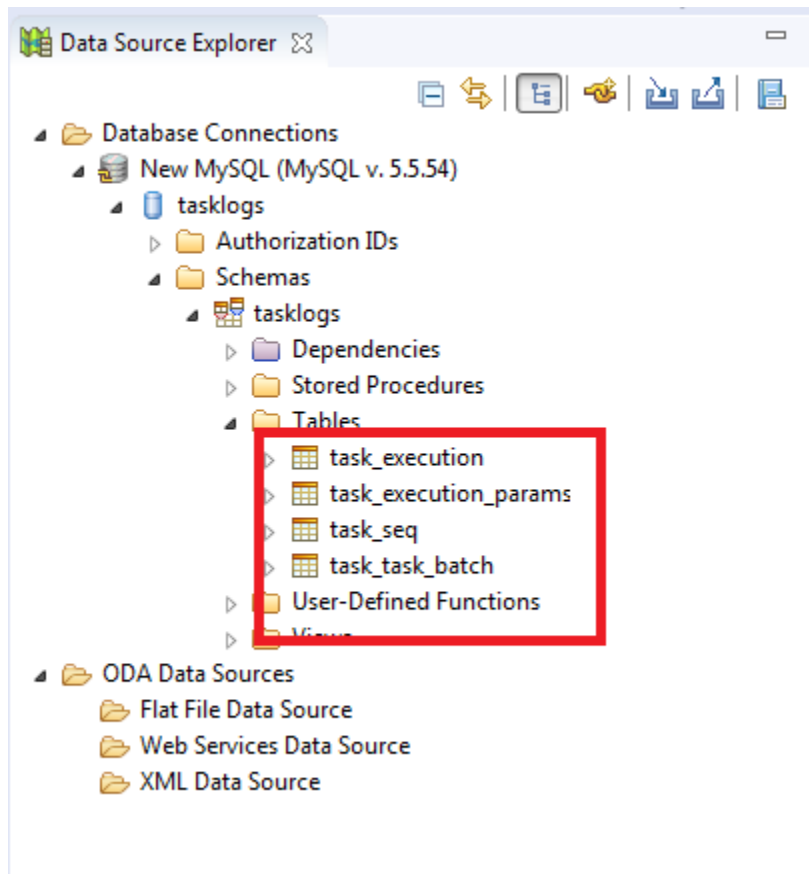 Data Source Explorer
Database Connections
New MySQL (MySQL v. 5.5.54)
tasklogs
Authorization IDs
Schemas
tasklogs
Dependencies
Stored Procedures
Tables
task_execution
task_execution_params
task_seq
task_task_batch
User-Defined Functions
Views
ODA Data Sources
Flat File Data Source
Web Services Data Source
XML Data Source